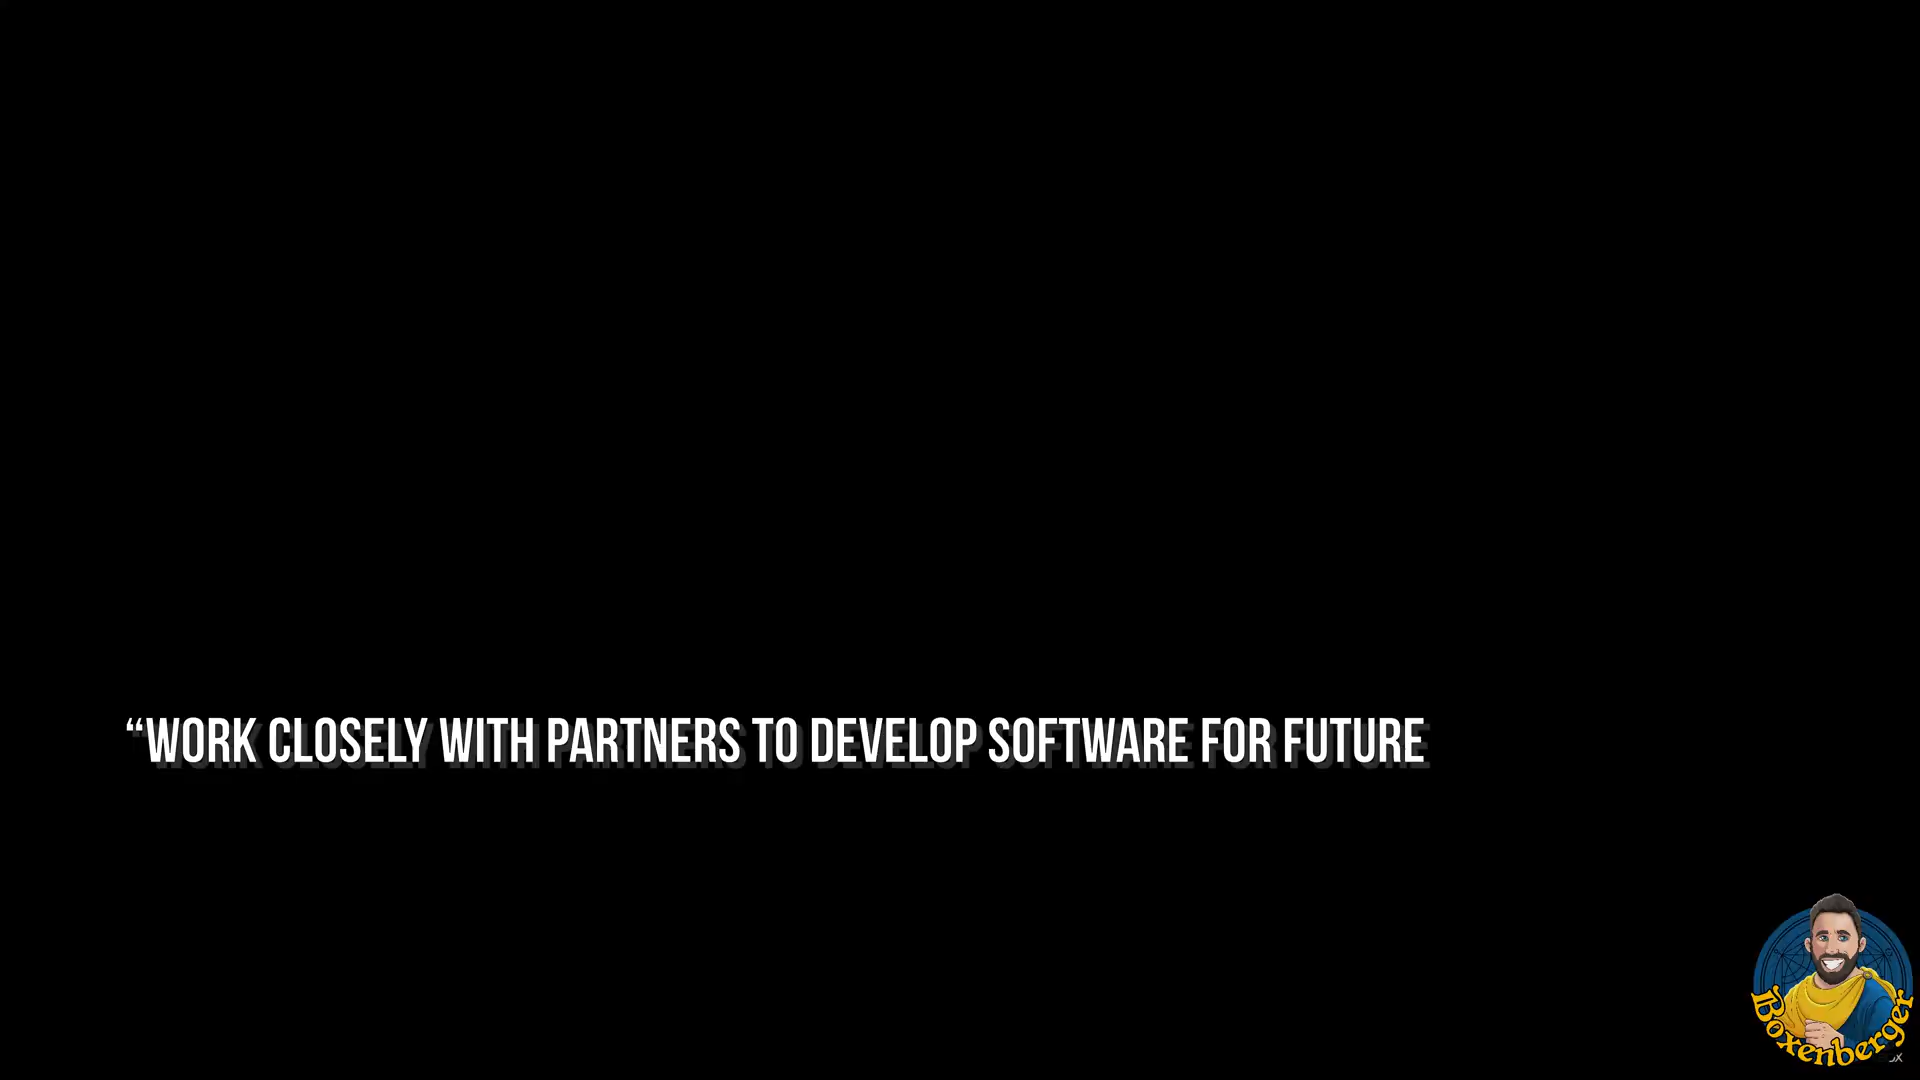 “WORK CLOSELY WITH PARTNERS TO DEVELOP SOFTWARE FOR FUTURE
Boxenberger